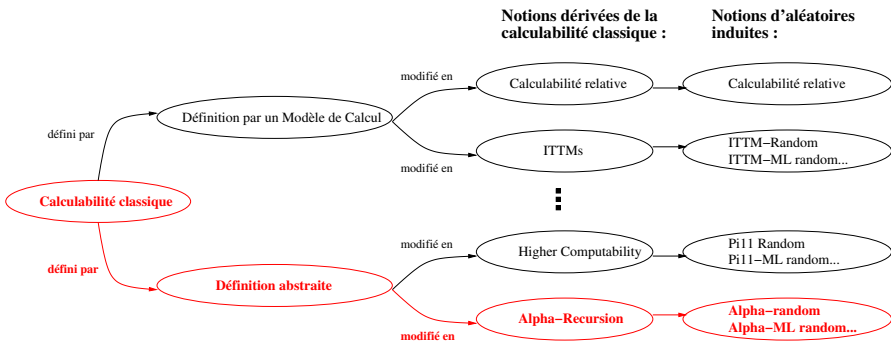 Notions dérivées de la
calculabilité classique :
Notions d'aléatoires
induites :
modifié en
Calculabilité relative
Calculabilité relative
défini par
Définition par un Modèle de Calcul
modifié en
ITTMs
ITTM−Random
ITTM−ML random...
Calculabilité classique
défini par
Définition abstraite
modifié en
Higher Computability
Pi11 Random
Pi11−ML random...
modifié en
Alpha−Recursion
Alpha−random
Alpha−ML random...